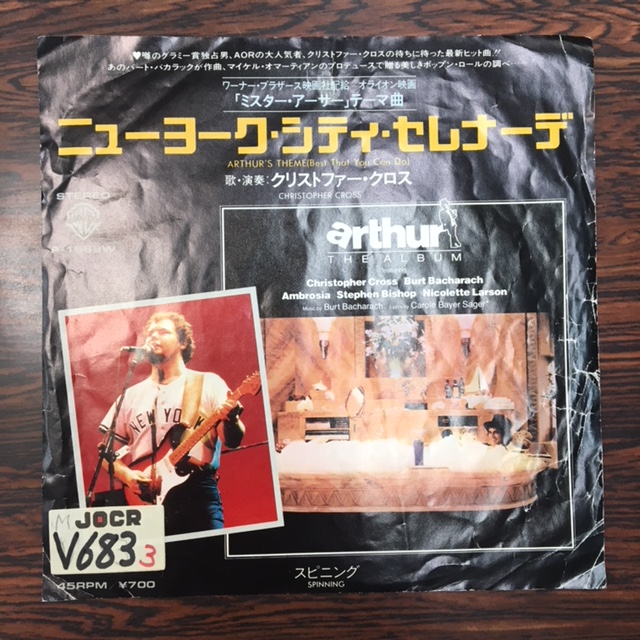 ♥噂のグラミー賞独占男、AORの大人気者、クリストファー・クロスの待ちに待った最新ヒット曲!!
あのバート・バカラックが作曲、マイケル・オマーティアンのプロデュースで贈る美しきポップン・ロールの調べ……
ワーナー・ブラザース映画社配給 オライオン映画
「ミスター・アーサー」テーマ曲
ニューヨーク・シティ・セレナーデ
ARTHUR'S THEME(Best That You Can Do)
歌・演奏:クリストファー・クロス
CHRISTOPHER CROSS
STEREO
arthur
THE ALBUM
featuring
Christopher Cross Burt Bacharach
Ambrosia Stephen Bishop Nicolette Larson
Music by Burt Bacharach Lyrics by Carole Bayer Sager*
NEW YORK
M JOCR
V683 3
スピニング
SPINNING
45RPM ¥700